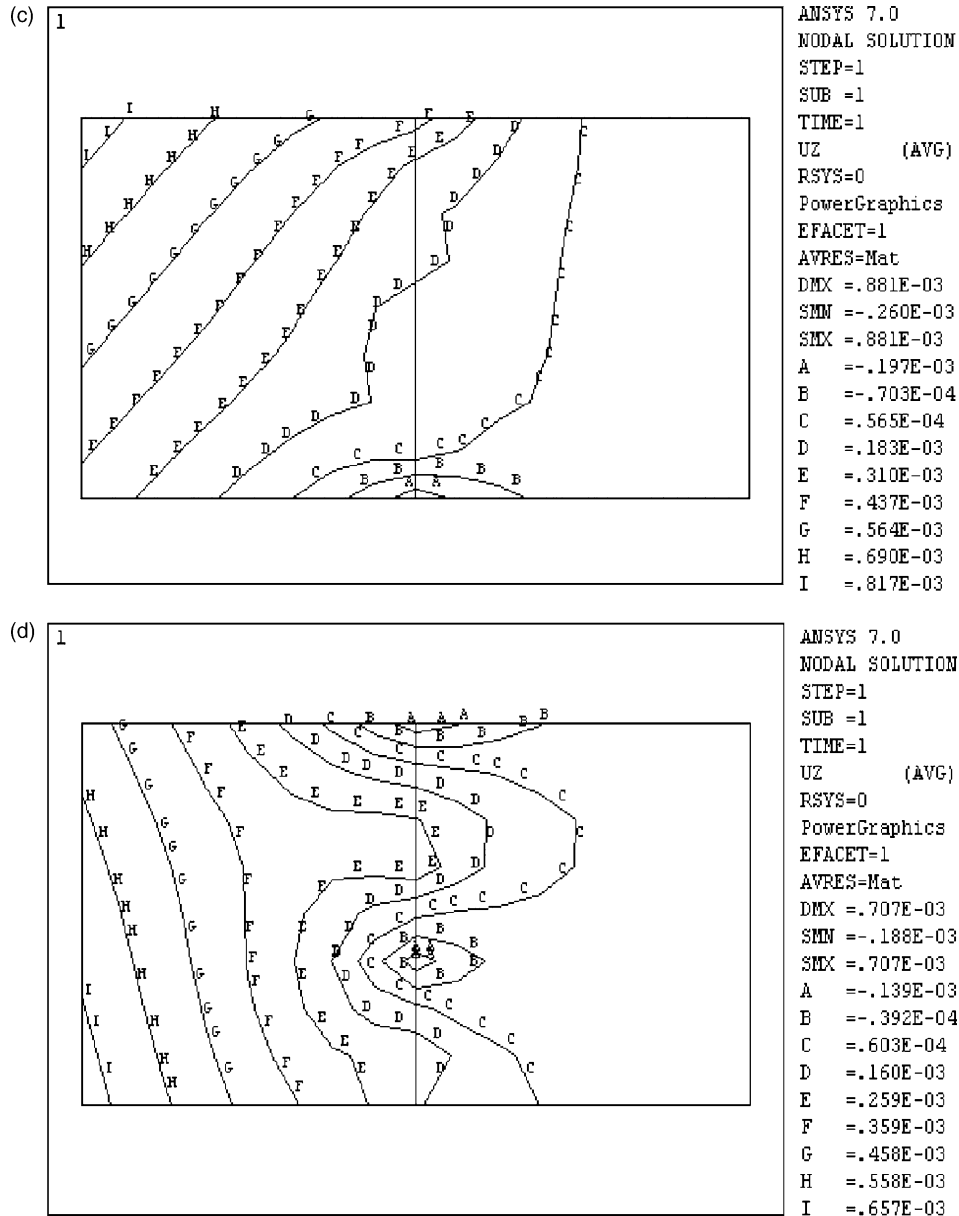 (c)
1
ANSYS 7.0
NODAL SOLUTION
STEP=1
SUB =1
TIME=1
UZ (AVG)
RSYS=0
PowerGraphics
EFACET=1
AVRES=Mat
DMX =.881E-03
SMN =-.260E-03
SMX =.881E-03
A =-.197E-03
B =-.703E-04
C =.565E-04
D =.183E-03
E =.310E-03
F =.437E-03
G =.564E-03
H =.690E-03
I =.817E-03
(d)
1
ANSYS 7.0
NODAL SOLUTION
STEP=1
SUB =1
TIME=1
UZ (AVG)
RSYS=0
PowerGraphics
EFACET=1
AVRES=Mat
DMX =.707E-03
SMN =-.188E-03
SMX =.707E-03
A =-.139E-03
B =-.392E-04
C =.603E-04
D =.160E-03
E =.259E-03
F =.359E-03
G =.458E-03
H =.558E-03
I =.657E-03